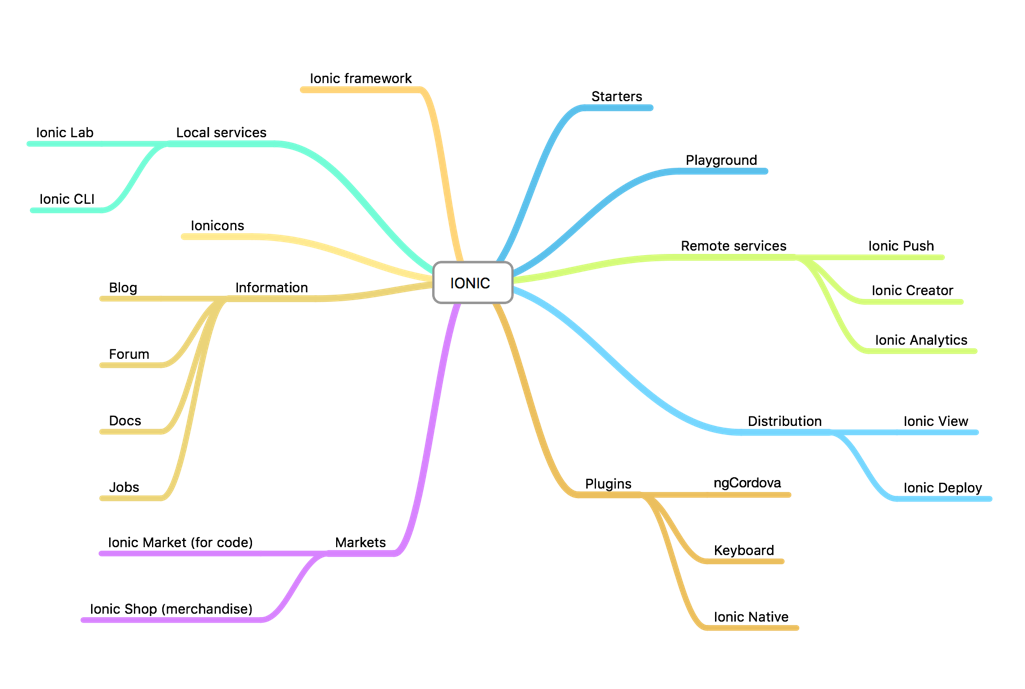 Ionic framework
Starters
Ionic Lab
Local services
Playground
Ionic CLI
Ionicons
Remote services
Ionic Push
IONIC
Blog
Information
Ionic Creator
Ionic Analytics
Forum
Docs
Distribution
Ionic View
Jobs
Plugins
ngCordova
Ionic Deploy
Ionic Market (for code)
Markets
Keyboard
Ionic Shop (merchandise)
Ionic Native